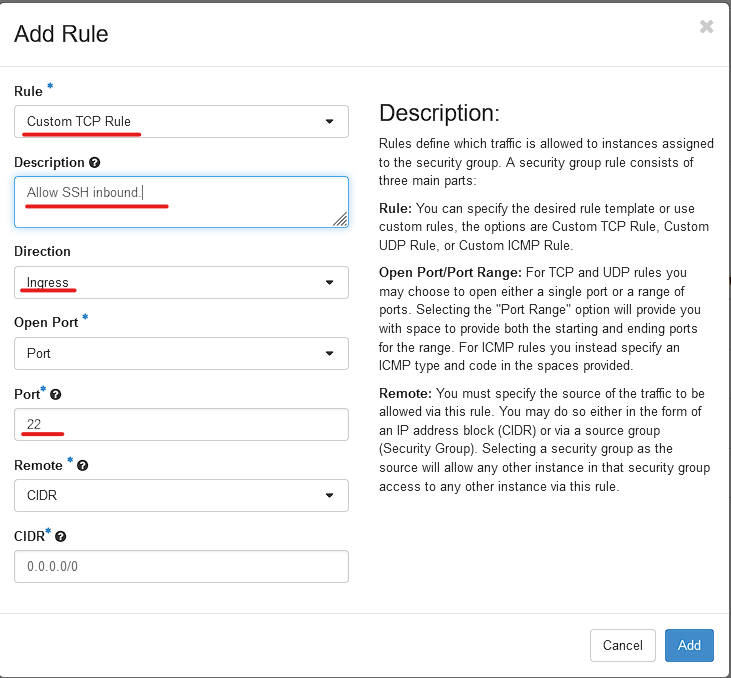 Add Rule
×
Rule *
Custom TCP Rule
Description ?
Allow SSH inbound.
Direction
Ingress
Open Port *
Port
Port* ?
22
Remote * ?
CIDR
CIDR* ?
0.0.0.0/0
Description:
Rules define which traffic is allowed to instances assigned
to the security group. A security group rule consists of
three main parts:
Rule: You can specify the desired rule template or use
custom rules, the options are Custom TCP Rule, Custom
UDP Rule, or Custom ICMP Rule.
Open Port/Port Range: For TCP and UDP rules you
may choose to open either a single port or a range of
ports. Selecting the "Port Range" option will provide you
with space to provide both the starting and ending ports
for the range. For ICMP rules you instead specify an
ICMP type and code in the spaces provided.
Remote: You must specify the source of the traffic to be
allowed via this rule. You may do so either in the form of
an IP address block (CIDR) or via a source group
(Security Group). Selecting a security group as the
source will allow any other instance in that security group
access to any other instance via this rule.
Cancel
Add